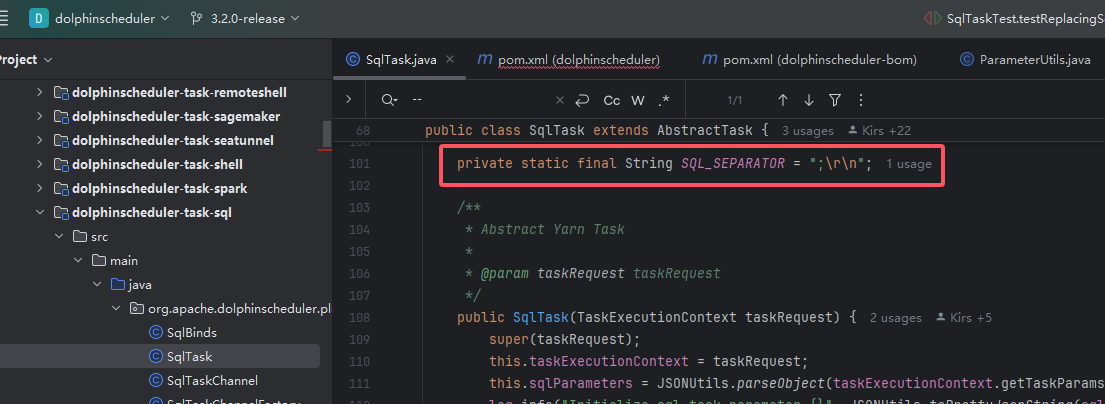 D dolphinscheduler 3.2.0-release SqlTaskTest.testReplacingS
Project
SqlTask.java pom.xml (dolphinscheduler) pom.xml (dolphinscheduler-bom) ParameterUtils.java
dolphinscheduler-task-remoteshell
dolphinscheduler-task-sagemaker
dolphinscheduler-task-seatunnel
dolphinscheduler-task-shell
dolphinscheduler-task-spark
dolphinscheduler-task-sql
src
main
java
org.apache.dolphinscheduler.pl
SqlBinds
SqlTask
SqlTaskChannel
SqlTaskChannelFactory
-- Cc W .* 1/1
68 public class SqlTask extends AbstractTask { 3 usages Kirs +22
100
101 private static final String SQL_SEPARATOR = ";\r\n"; 1 usage
102
103 /**
104 * Abstract Yarn Task
105 *
106 * @param taskRequest taskRequest
107 */
108 public SqlTask(TaskExecutionContext taskRequest) { 2 usages Kirs +5
109 super(taskRequest);
110 this.taskExecutionContext = taskRequest;
111 this.sqlParameters = JSONUtils.parseObject(taskExecutionContext.getTaskParams